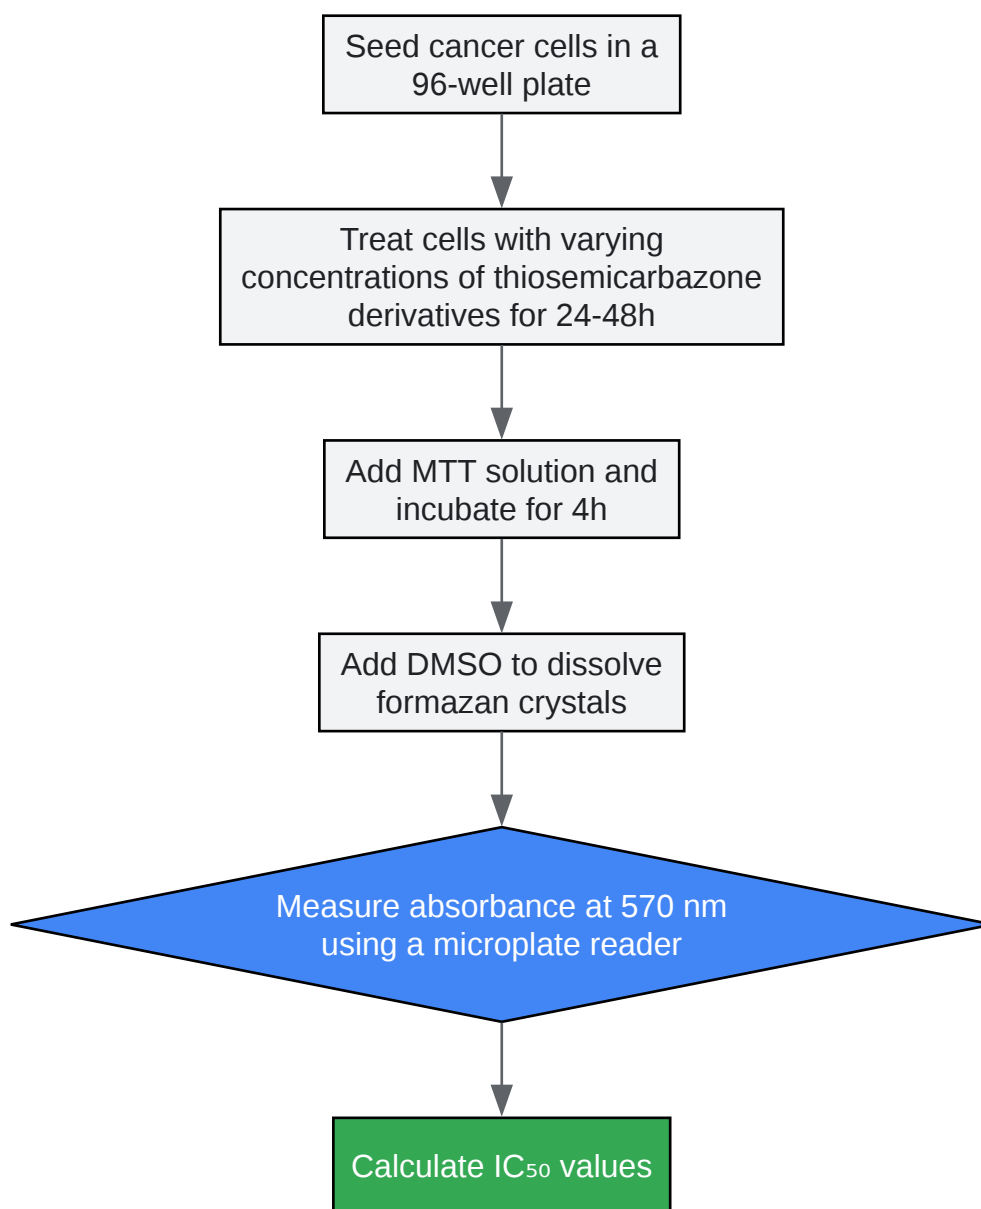 Seed cancer cells in a
96-well plate
Treat cells with varying
concentrations of thiosemicarbazone
derivatives for 24-48h
Add MTT solution and
incubate for 4h
Add DMSO to dissolve
formazan crystals
Measure absorbance at 570 nm
using a microplate reader
Calculate IC₅₀ values